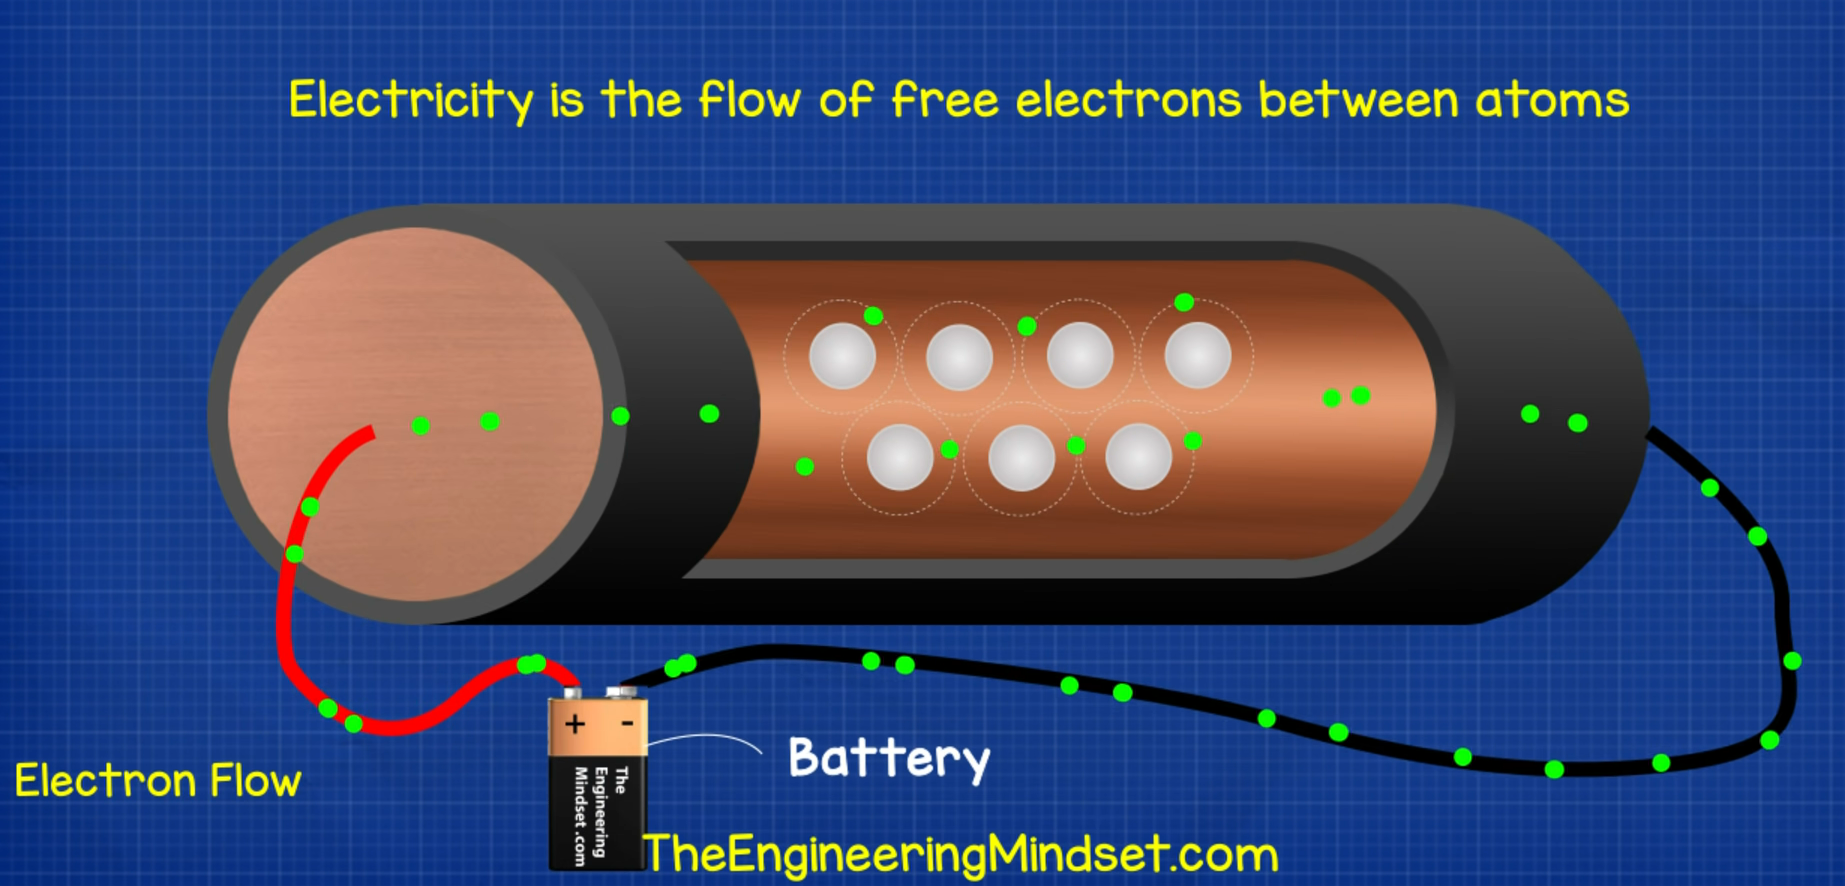 Electricity is the flow of free electrons between atoms
+ -
Battery
Electron Flow
The
Engineering
Mindset .com
TheEngineeringMindset.com